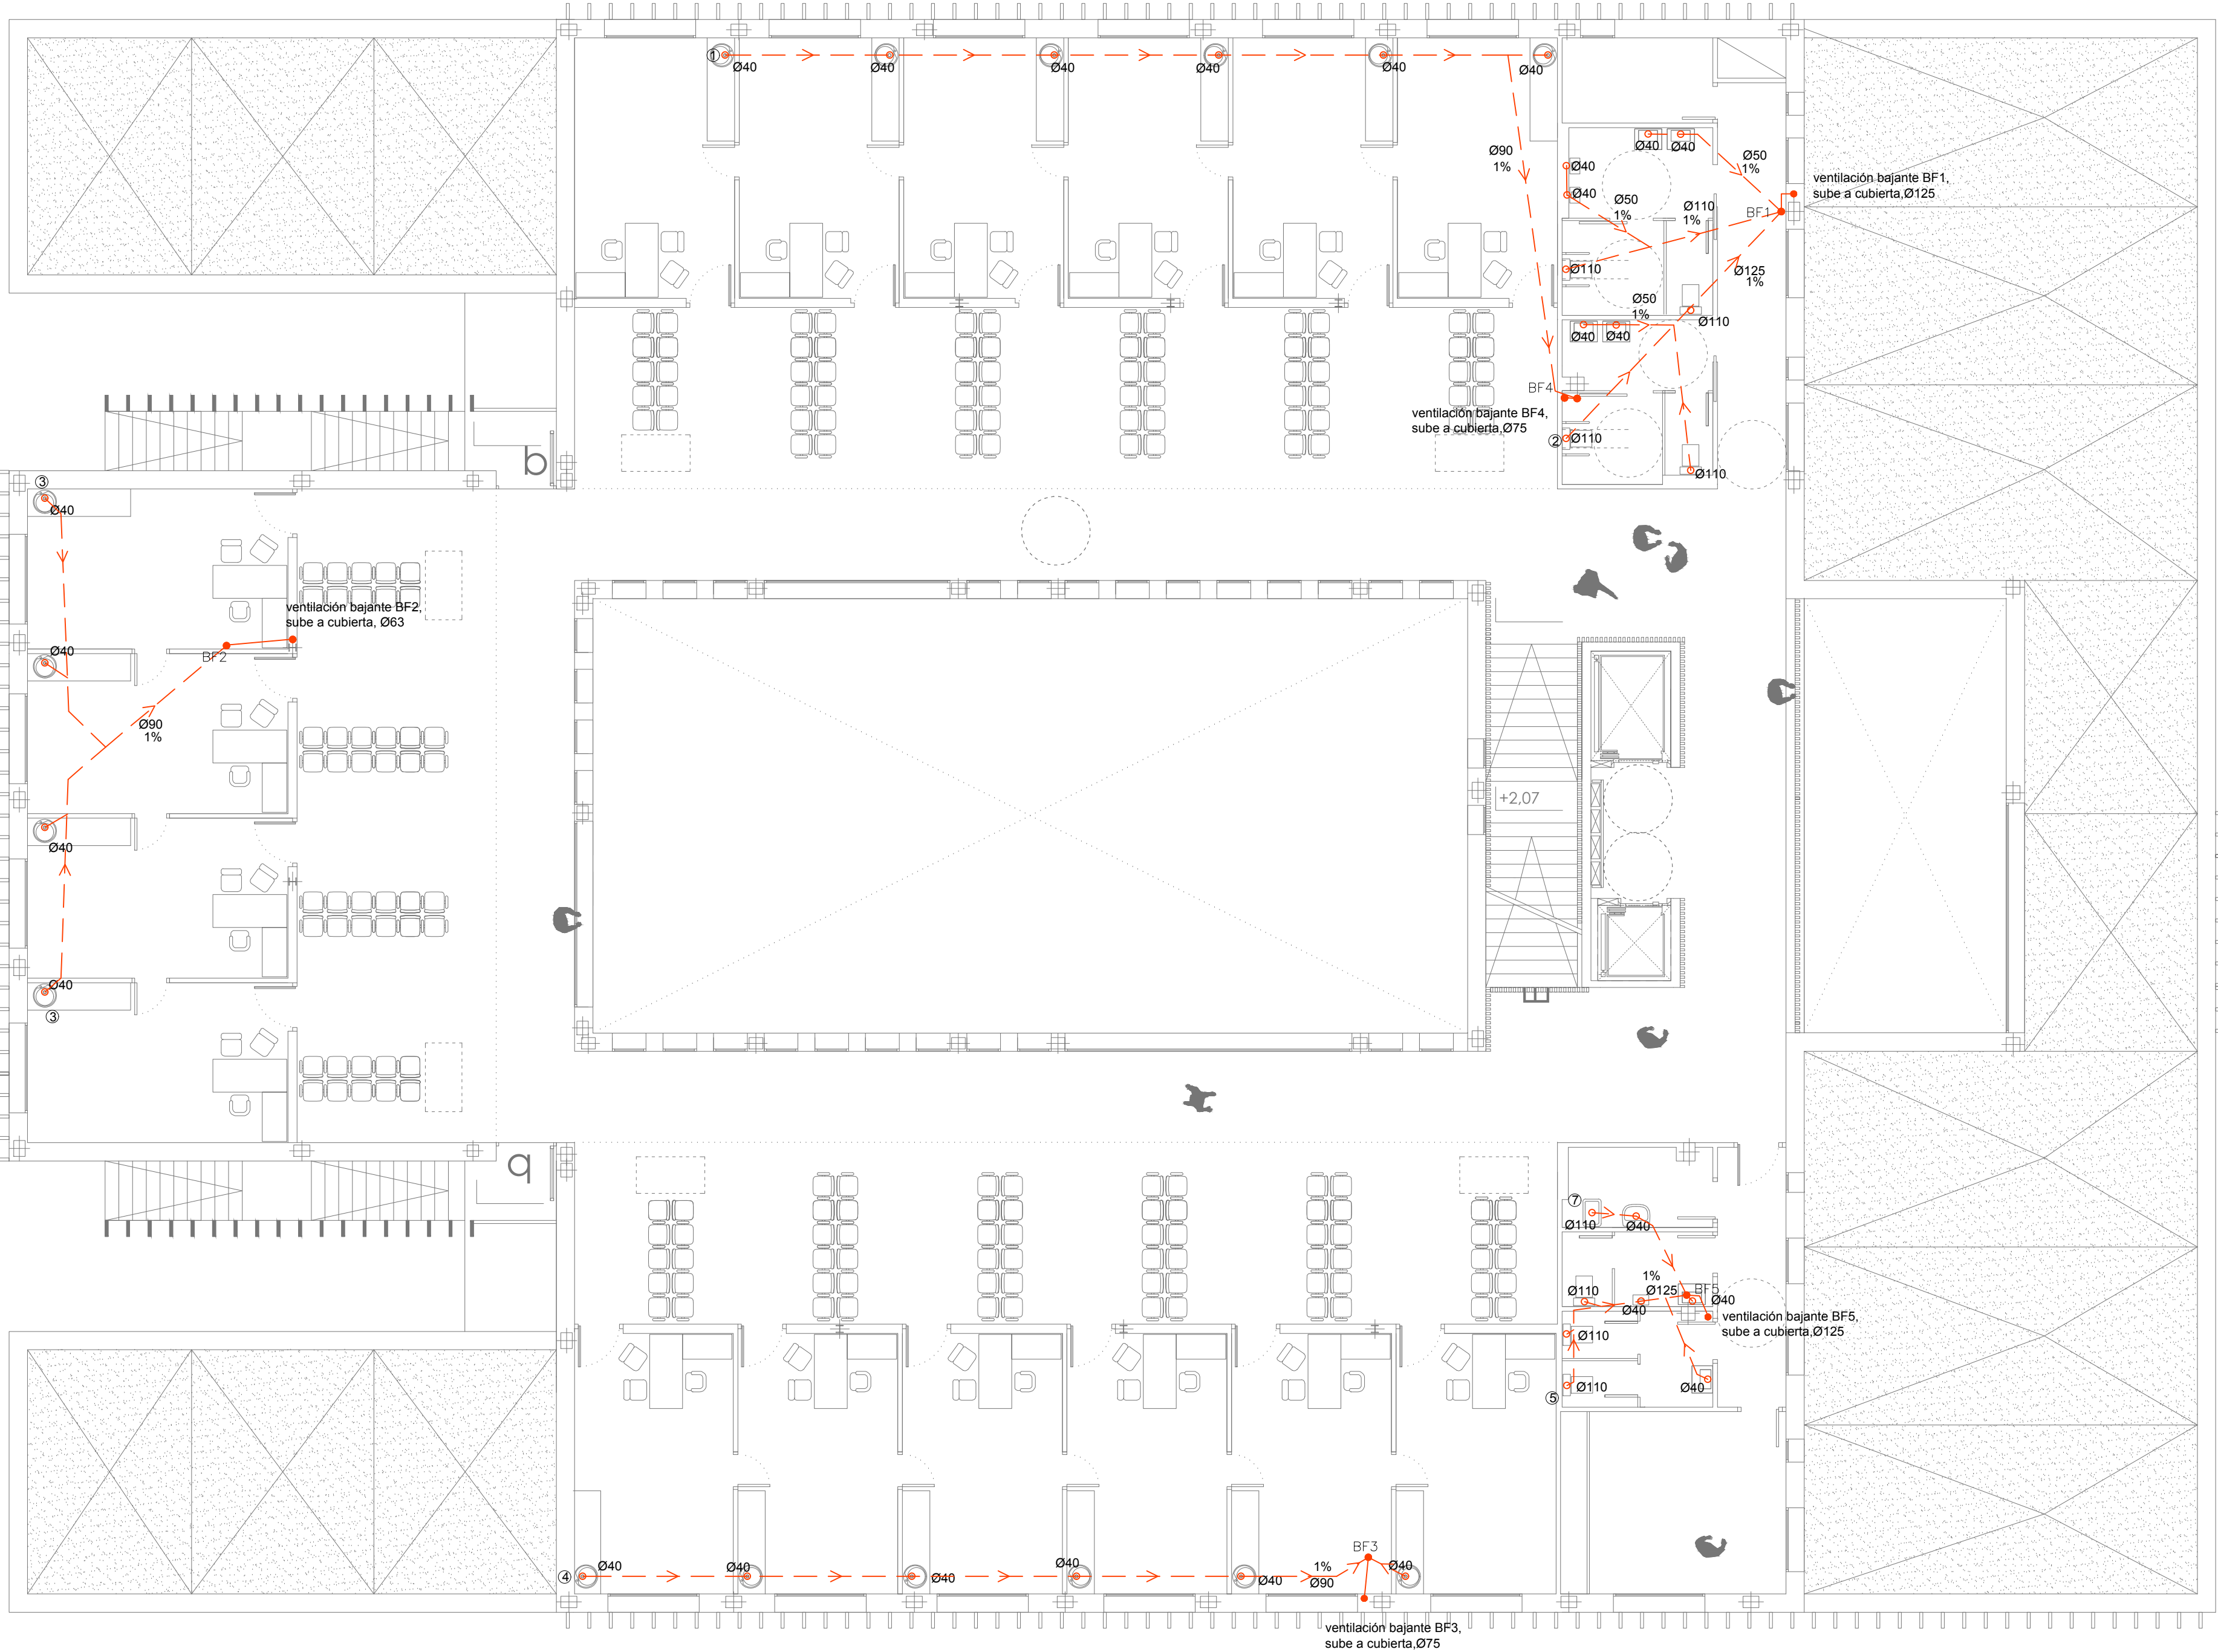 ①
Ø40
Ø40
Ø40
Ø40
Ø40
Ø40
Ø90
1%
Ø40
Ø40
Ø50
1%
Ø40
Ø40
ventilación bajante BF1,
sube a cubierta,Ø125
BF1
Ø50
1%
Ø110
1%
Ø110
Ø125
1%
Ø50
1%
Ø110
Ø40
Ø40
BF4
ventilación bajante BF4,
sube a cubierta,Ø75
②
Ø110
Ø110
b
③
Ø40
ventilación bajante BF2,
sube a cubierta, Ø63
Ø40
BF2
Ø90
1%
Ø40
Ø40
③
+2,07
b
⑦
Ø110
Ø40
1%
Ø110
Ø125
BF5
Ø40
Ø40
ventilación bajante BF5,
sube a cubierta,Ø125
Ø110
⑤
Ø110
Ø40
④
Ø40
Ø40
Ø40
Ø40
Ø40
1%
Ø90
BF3
Ø40
ventilación bajante BF3,
sube a cubierta,Ø75